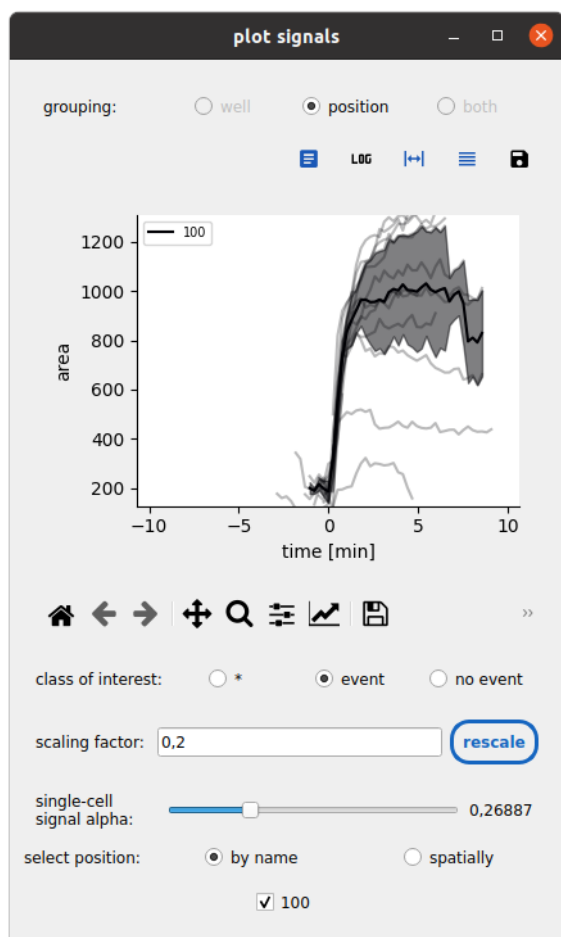 plot signals
grouping: well position both
LOG
100
1200
1000
800
600
400
200
area
-10 -5 0 5 10
time [min]
class of interest: * event no event
scaling factor: 0,2 rescale
single-cell
signal alpha: 0,26887
select position: by name spatially
100